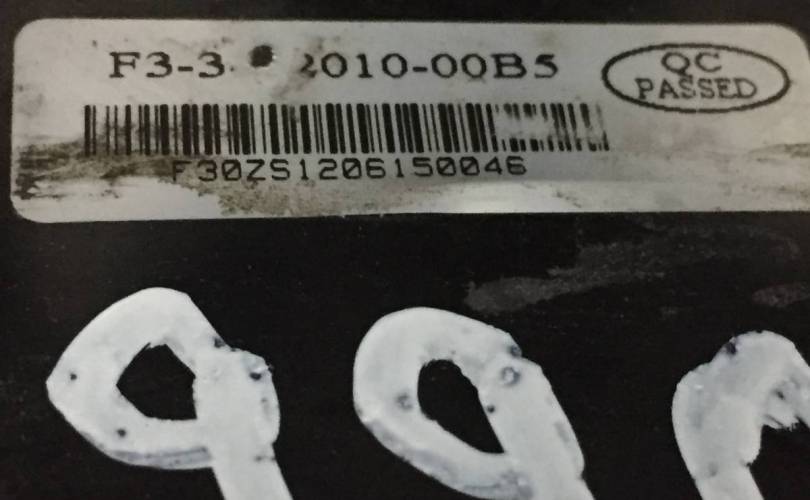 F3-3 2010-00B5
QC
PASSED
F30ZS1206150046
99